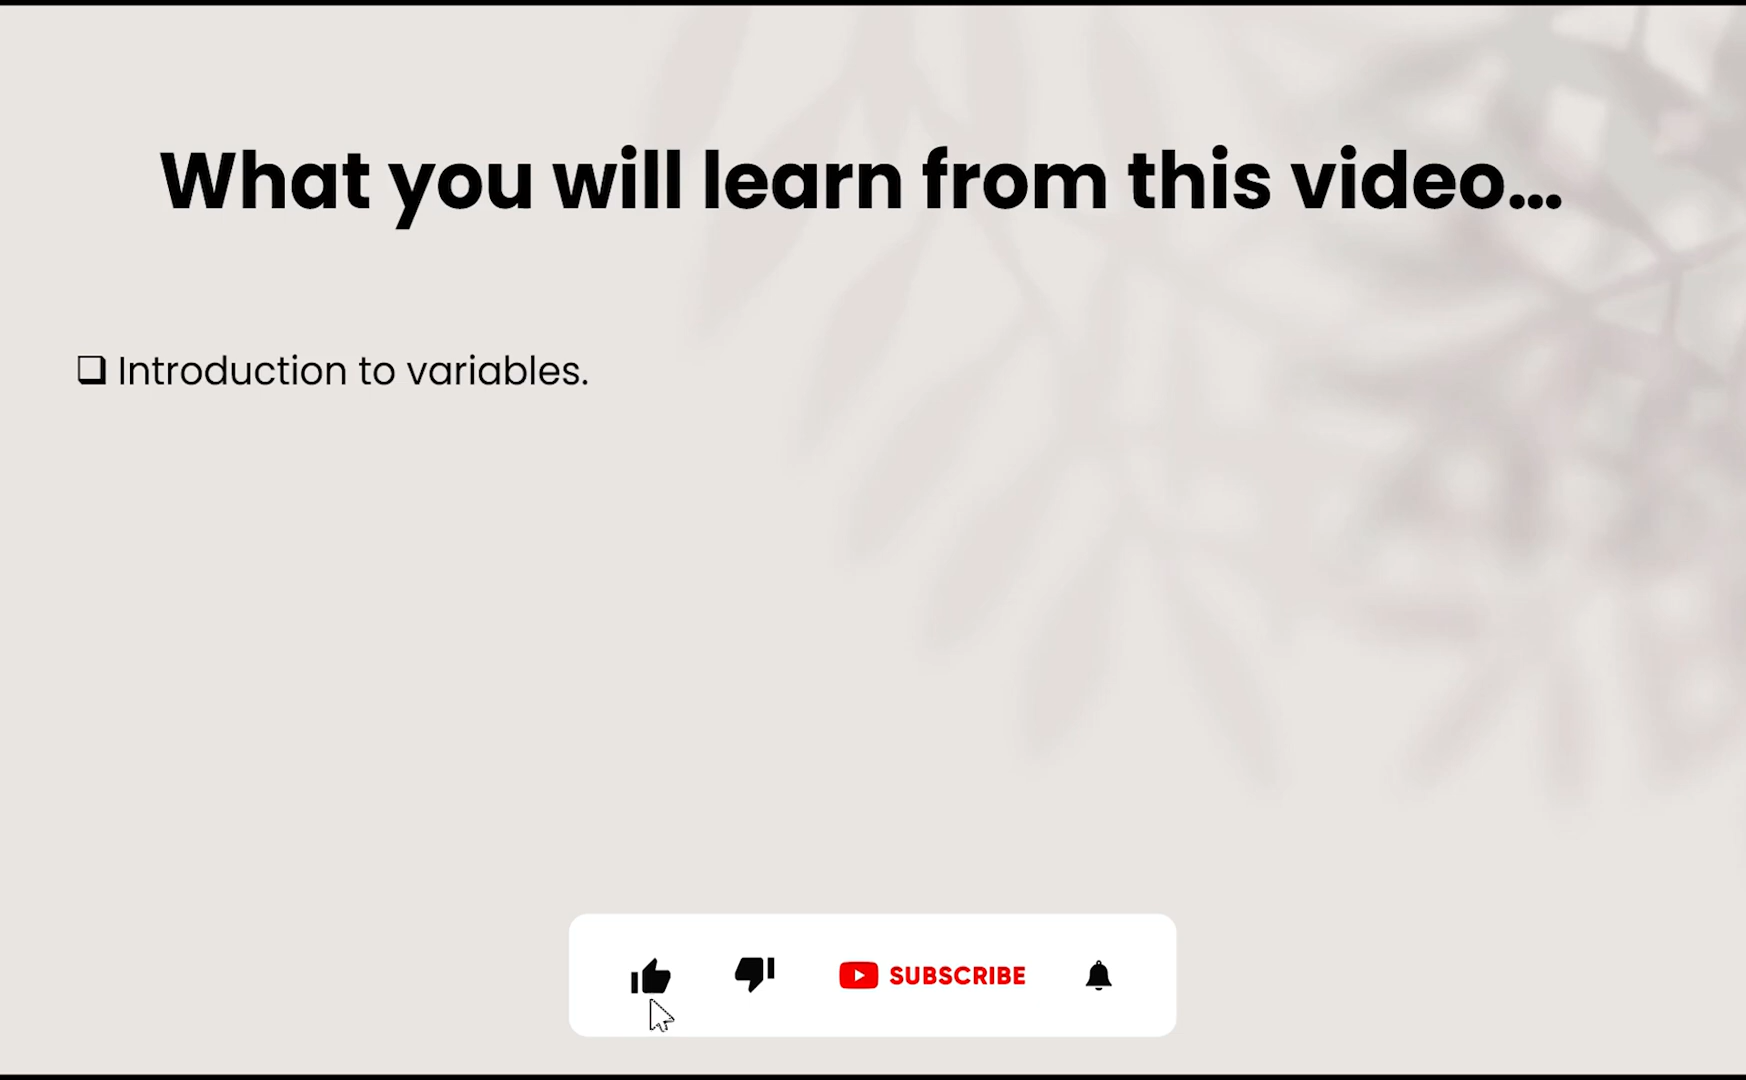 What you will learn from this video...
❑ Introduction to variables.
SUBSCRIBE